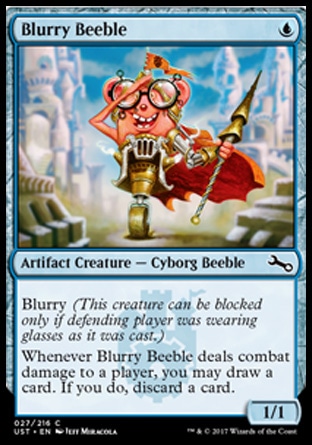 Blurry Beeble
Artifact Creature — Cyborg Beeble
Blurry (This creature can be blocked
only if defending player was wearing
glasses as it was cast.)
Whenever Blurry Beeble deals combat
damage to a player, you may draw a
card. If you do, discard a card.
1/1
027/216 C
UST • EN Jeff Miracola
™ & © 2017 Wizards of the Coast